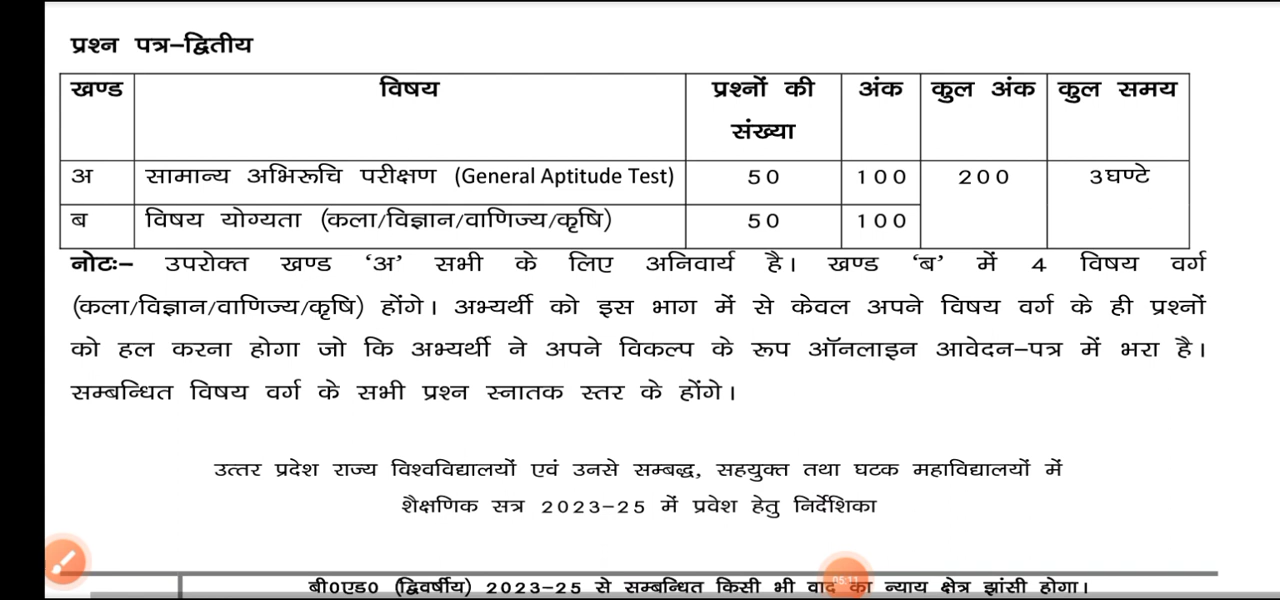 प्रश्न पत्र–द्वितीय
खण्ड विषय प्रश्नों की संख्या अंक कुल अंक कुल समय
अ सामान्य अभिरूचि परीक्षण (General Aptitude Test) 50 100 200 3घण्टे
ब विषय योग्यता (कला/विज्ञान/वाणिज्य/कृषि) 50 100
नोटः– उपरोक्त खण्ड ‘अ’ सभी के लिए अनिवार्य है। खण्ड ‘ब’ में 4 विषय वर्ग
(कला/विज्ञान/वाणिज्य/कृषि) होंगे। अभ्यर्थी को इस भाग में से केवल अपने विषय वर्ग के ही प्रश्नों
को हल करना होगा जो कि अभ्यर्थी ने अपने विकल्प के रूप ऑनलाइन आवेदन–पत्र में भरा है।
सम्बन्धित विषय वर्ग के सभी प्रश्न स्नातक स्तर के होंगे।
उत्तर प्रदेश राज्य विश्वविद्यालयों एवं उनसे सम्बद्ध, सहयुक्त तथा घटक महाविद्यालयों में
शैक्षणिक सत्र 2023–25 में प्रवेश हेतु निर्देशिका
बी0एड0 (द्विवर्षीय) 2023–25 से सम्बन्धित किसी भी वाद का न्याय क्षेत्र झांसी होगा।
05:11